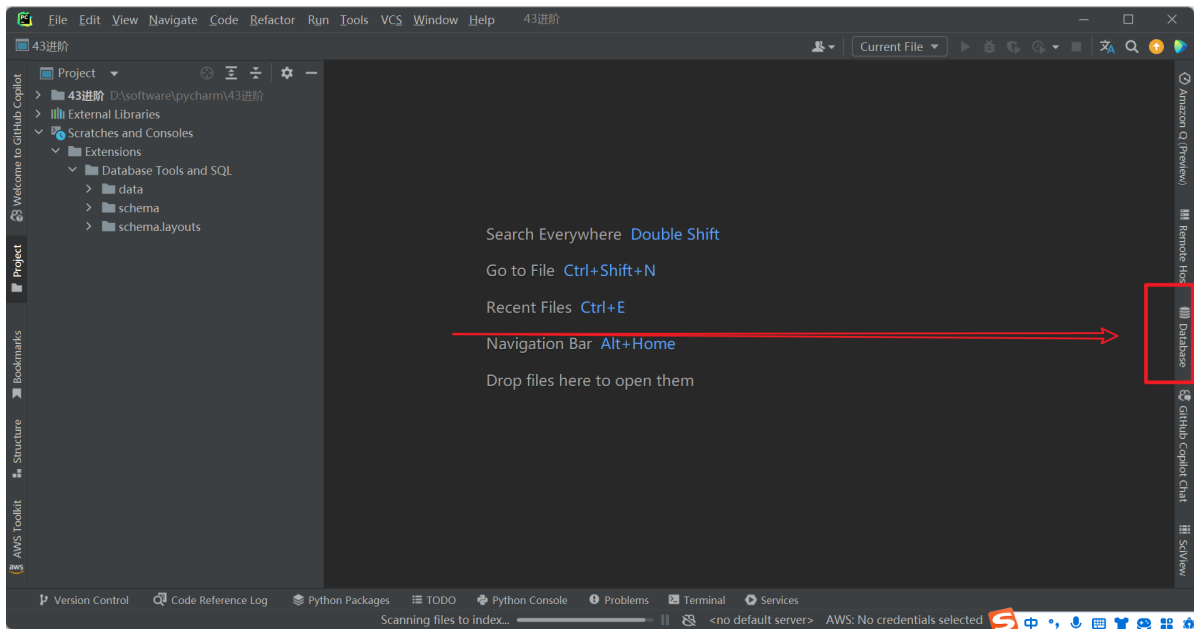 File Edit View Navigate Code Refactor Run Tools VCS Window Help 43进阶
43进阶 Current File
Project
43进阶 D:\software\pycharm\43进阶
External Libraries
Scratches and Consoles
Extensions
Database Tools and SQL
data
schema
schema.layouts
Welcome to GitHub Copilot
Project
Bookmarks
Structure
AWS Toolkit
aws
Search Everywhere Double Shift
Go to File Ctrl+Shift+N
Recent Files Ctrl+E
Navigation Bar Alt+Home
Drop files here to open them
Amazon Q (Preview)
Remote Hos
Database
GitHub Copilot Chat
SciView
Version Control Code Reference Log Python Packages TODO Python Console Problems Terminal Services
Scanning files to index... <no default server> AWS: No credentials selected 中